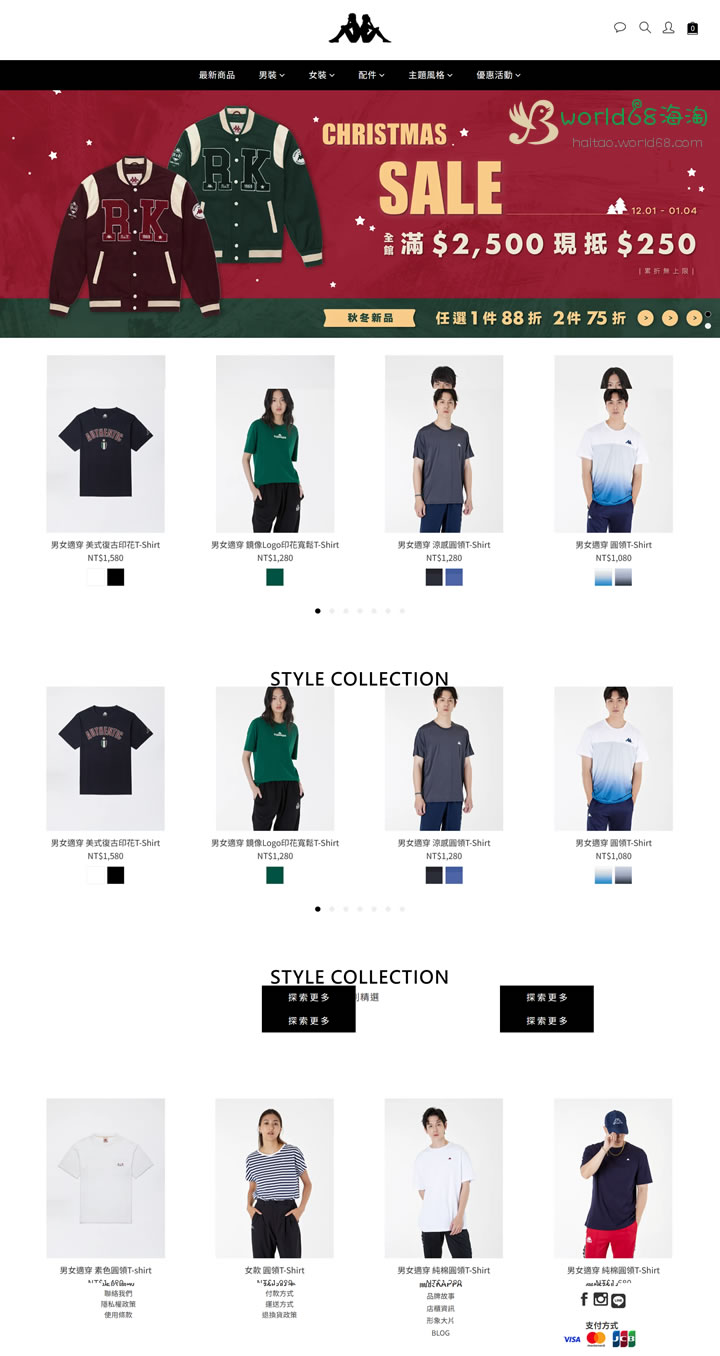 0
最新商品 男裝 女裝 配件 主題風格 優惠活動
world68海淘
haitao.world68.com
CHRISTMAS
SALE
12.01 - 01.04
全館 滿 $2,500 現抵 $250
|累折無上限|
秋冬新品 任選1件88折 2件75折
RK
RK
AUTHENTIC
男女適穿 美式復古印花T-Shirt
NT$1,580
男女適穿 鏡像Logo印花寬鬆T-Shirt
NT$1,280
男女適穿 涼感圓領T-Shirt
NT$1,280
男女適穿 圓領T-Shirt
NT$1,080
STYLE COLLECTION
AUTHENTIC
男女適穿 美式復古印花T-Shirt
NT$1,580
男女適穿 鏡像Logo印花寬鬆T-Shirt
NT$1,280
男女適穿 涼感圓領T-Shirt
NT$1,280
男女適穿 圓領T-Shirt
NT$1,080
STYLE COLLECTION
精選
探索更多
探索更多
探索更多
探索更多
男女適穿 素色圓領T-shirt
女款 圓領T-Shirt
男女適穿 純棉圓領T-Shirt
男女適穿 純棉圓領T-Shirt
聯絡我們
隱私權政策
使用條款
付款方式
運送方式
退換貨政策
品牌故事
店櫃資訊
形象大片
BLOG
LINE
支付方式
VISA
JCB